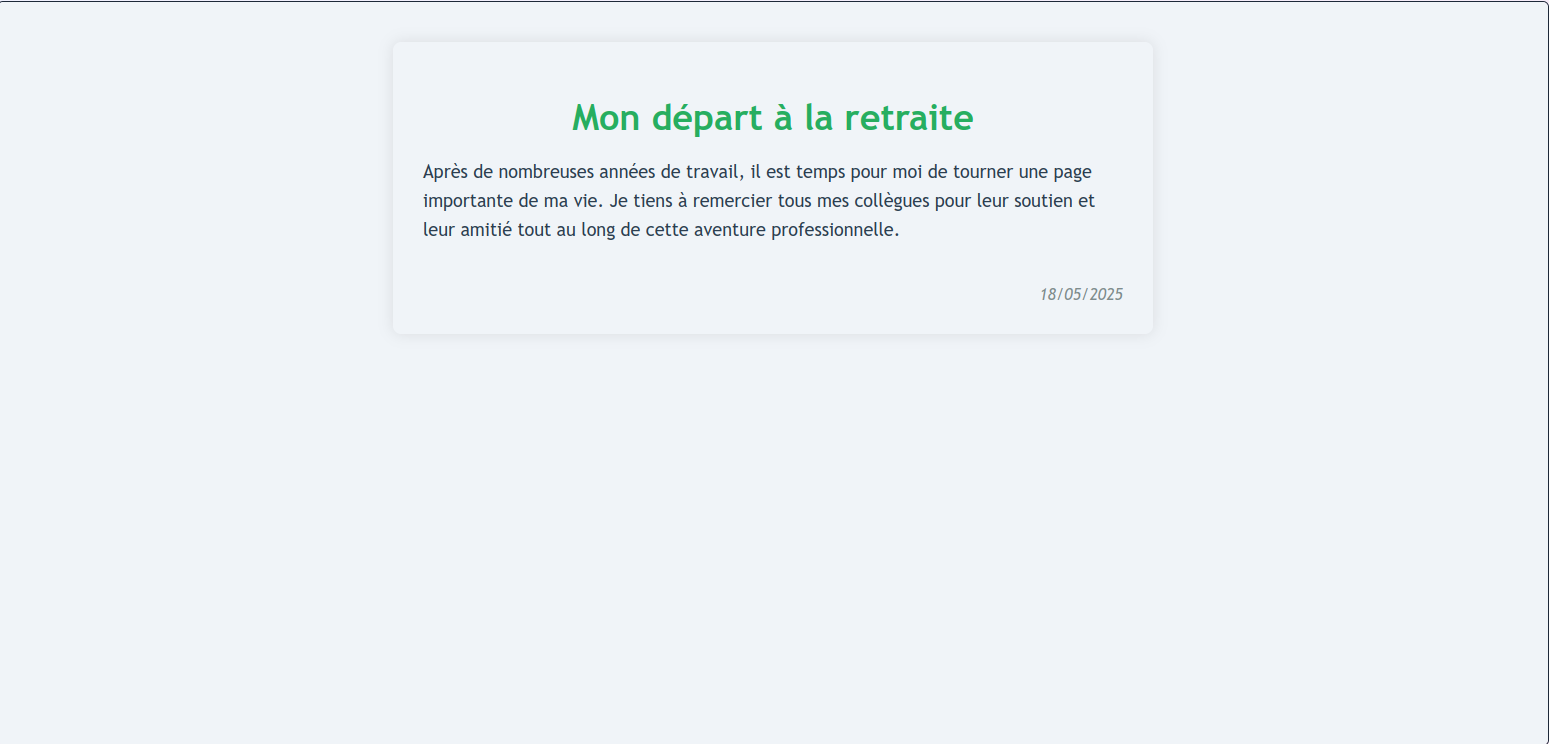 Mon départ à la retraite
Après de nombreuses années de travail, il est temps pour moi de tourner une page
importante de ma vie. Je tiens à remercier tous mes collègues pour leur soutien et
leur amitié tout au long de cette aventure professionnelle.
18/05/2025